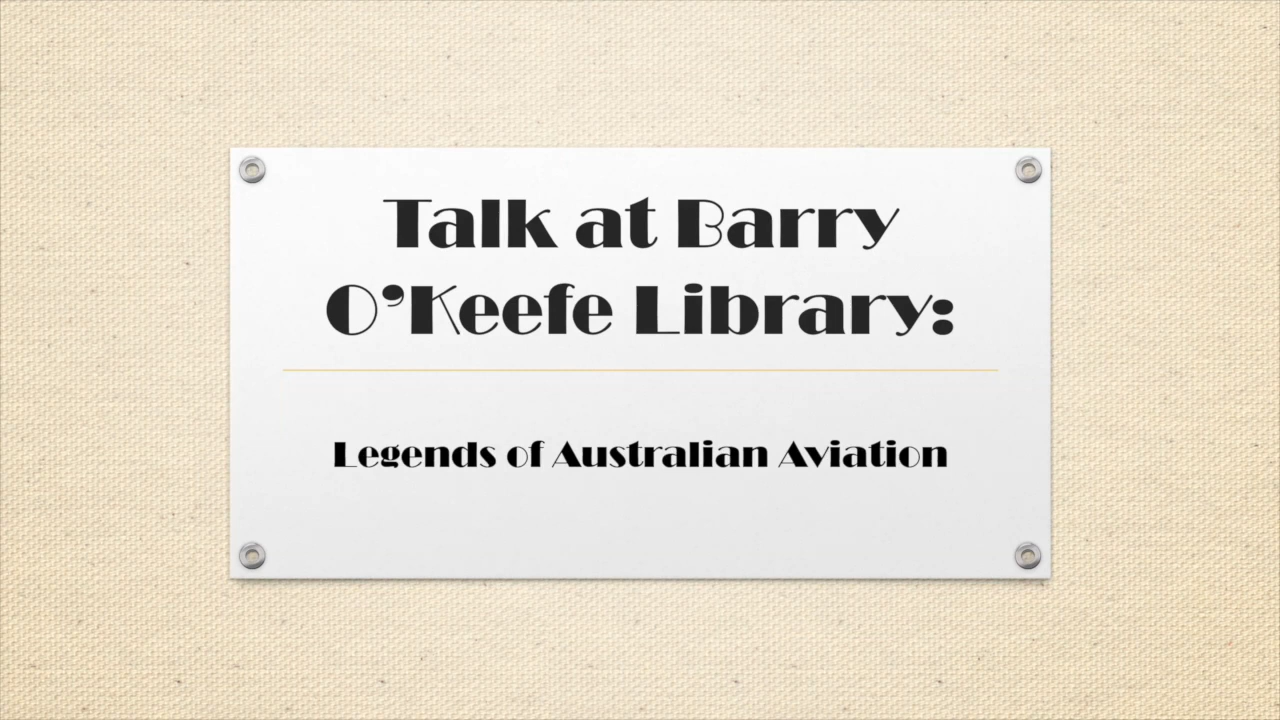 Talk at Barry
O’Keefe Library:
Legends of Australian Aviation